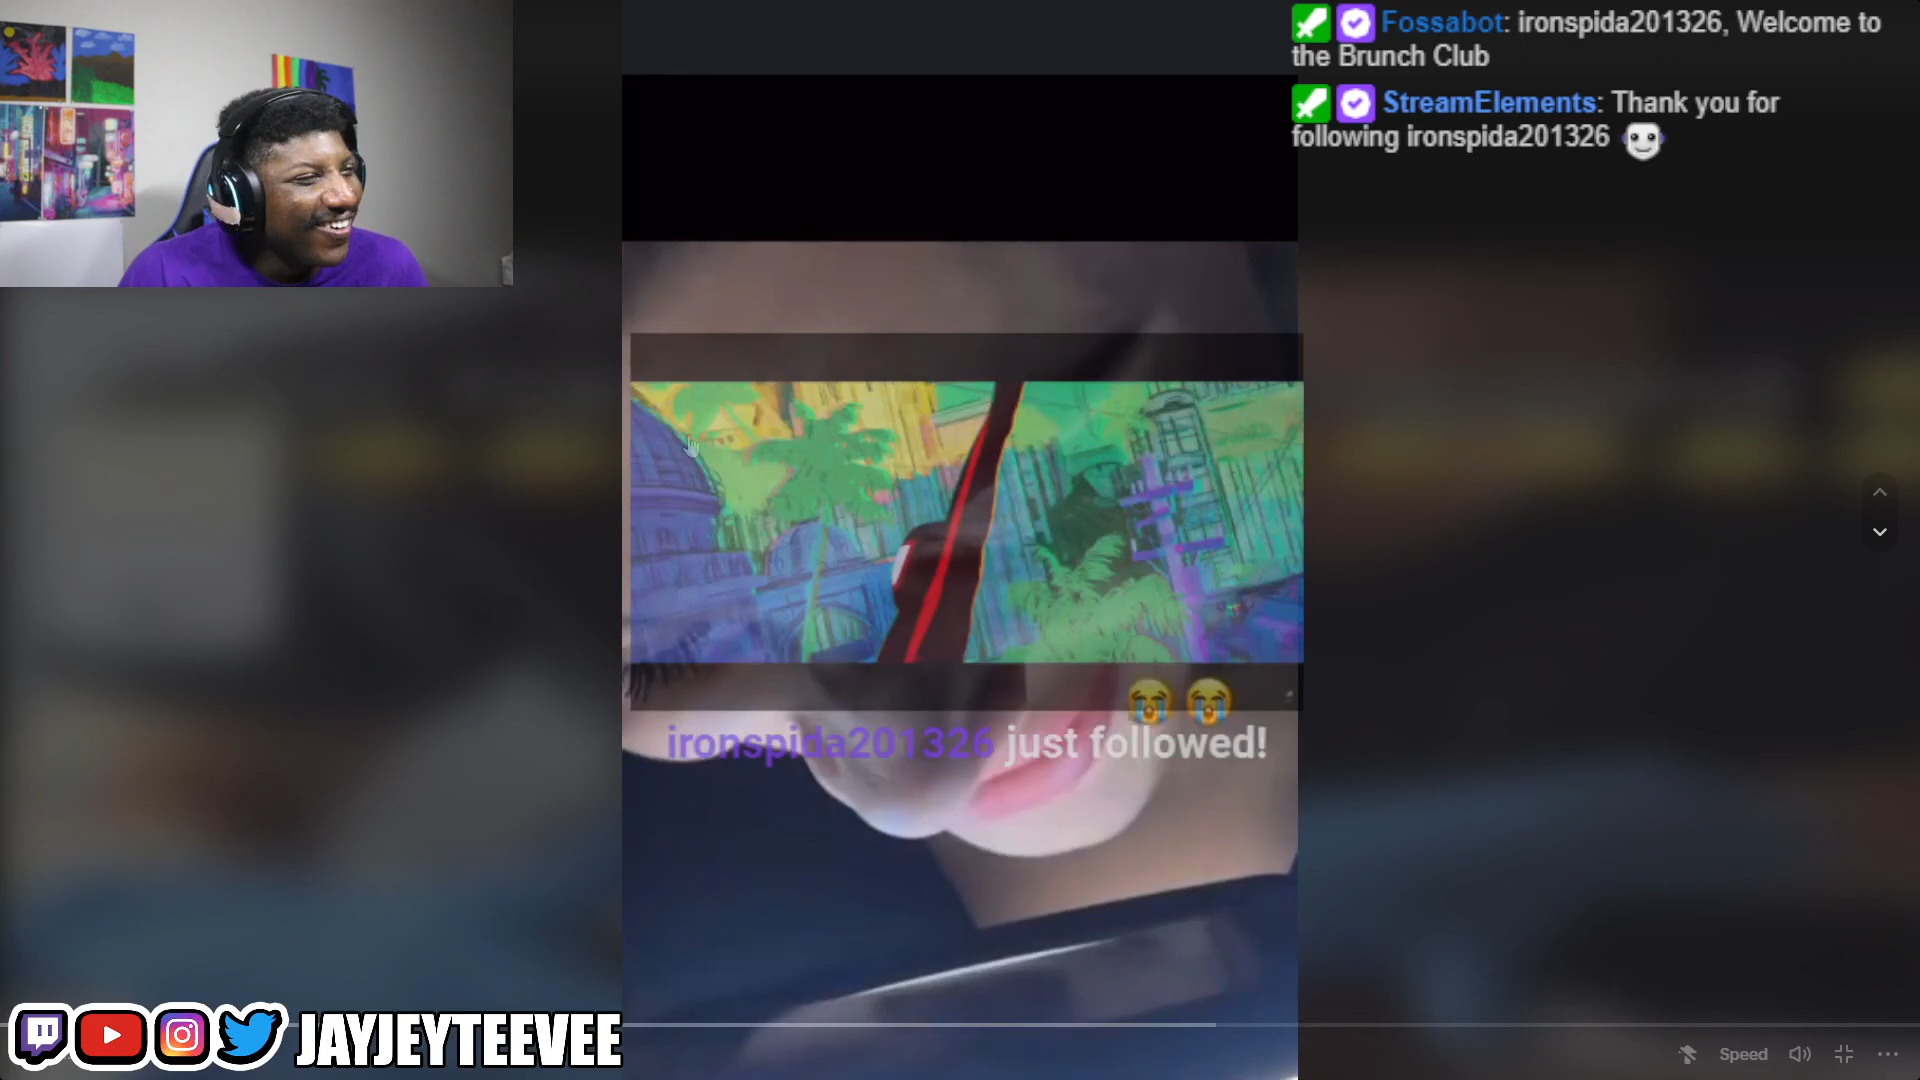 Fossabot: ironspida201326, Welcome to
the Brunch Club
StreamElements: Thank you for
following ironspida201326
ironspida201326 just followed!
JAYJEYTEEVEE
Speed